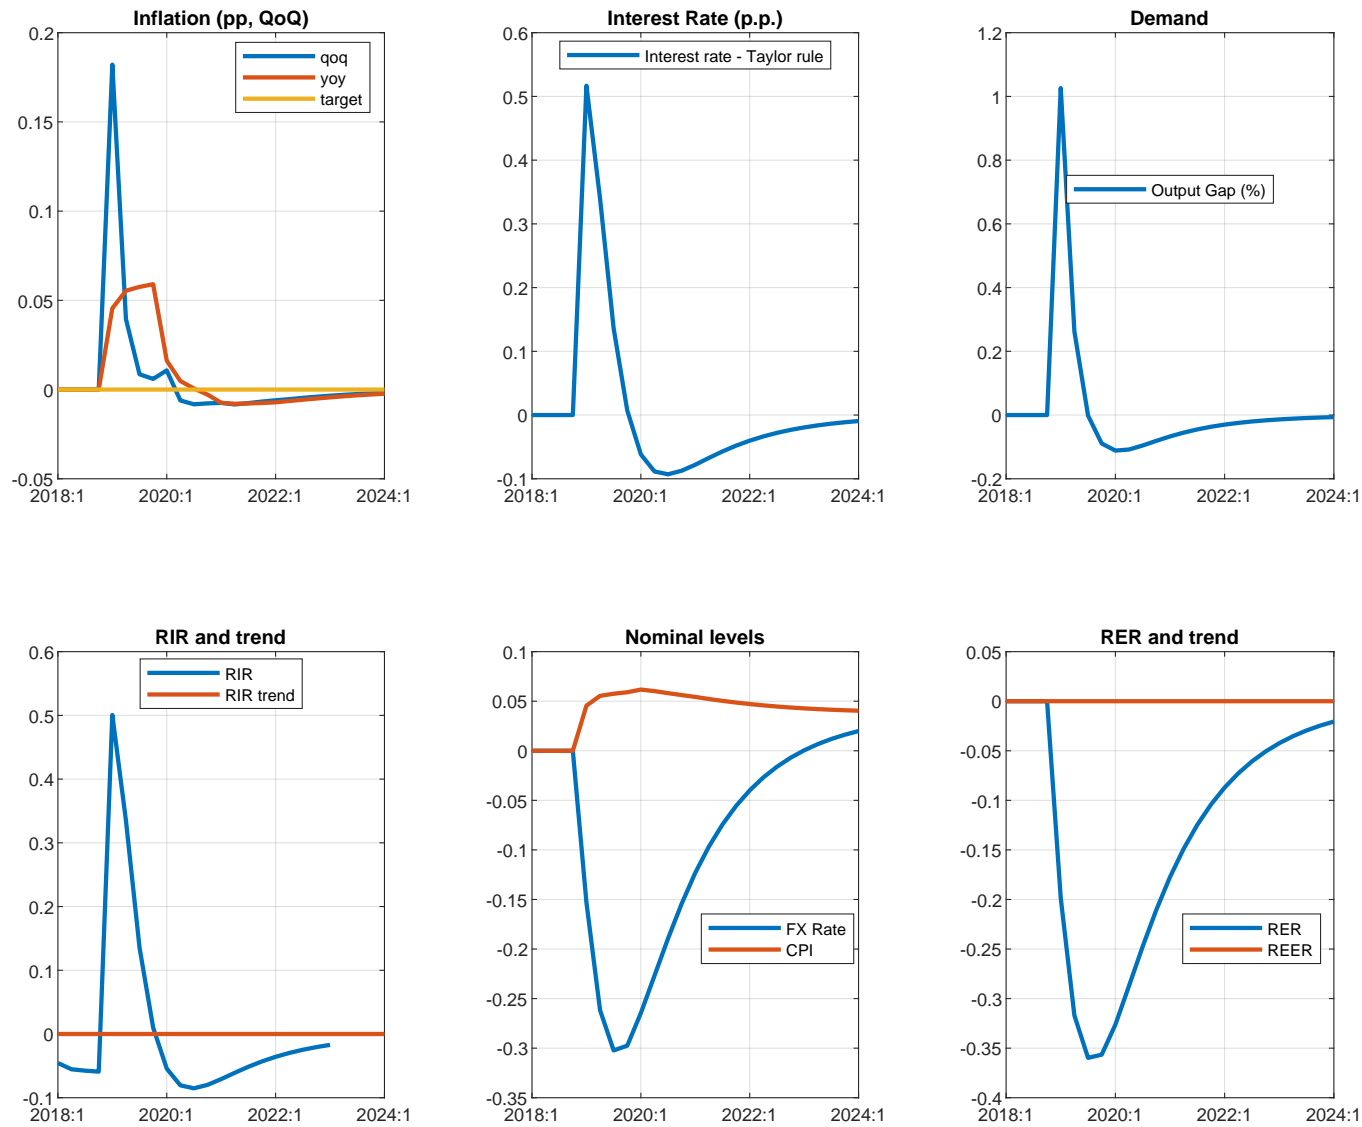 Inflation (pp, QoQ)
0.2
0.15
0.1
0.05
0
-0.05
2018:1 2020:1 2022:1 2024:1
qoq
yoy
target
Interest Rate (p.p.)
0.6
0.5
0.4
0.3
0.2
0.1
0
-0.1
2018:1 2020:1 2022:1 2024:1
Interest rate - Taylor rule
Demand
1.2
1
0.8
0.6
0.4
0.2
0
-0.2
2018:1 2020:1 2022:1 2024:1
Output Gap (%)
RIR and trend
0.6
0.5
0.4
0.3
0.2
0.1
0
-0.1
2018:1 2020:1 2022:1 2024:1
RIR
RIR trend
Nominal levels
0.1
0.05
0
-0.05
-0.1
-0.15
-0.2
-0.25
-0.3
-0.35
2018:1 2020:1 2022:1 2024:1
FX Rate
CPI
RER and trend
0.05
0
-0.05
-0.1
-0.15
-0.2
-0.25
-0.3
-0.35
-0.4
2018:1 2020:1 2022:1 2024:1
RER
REER